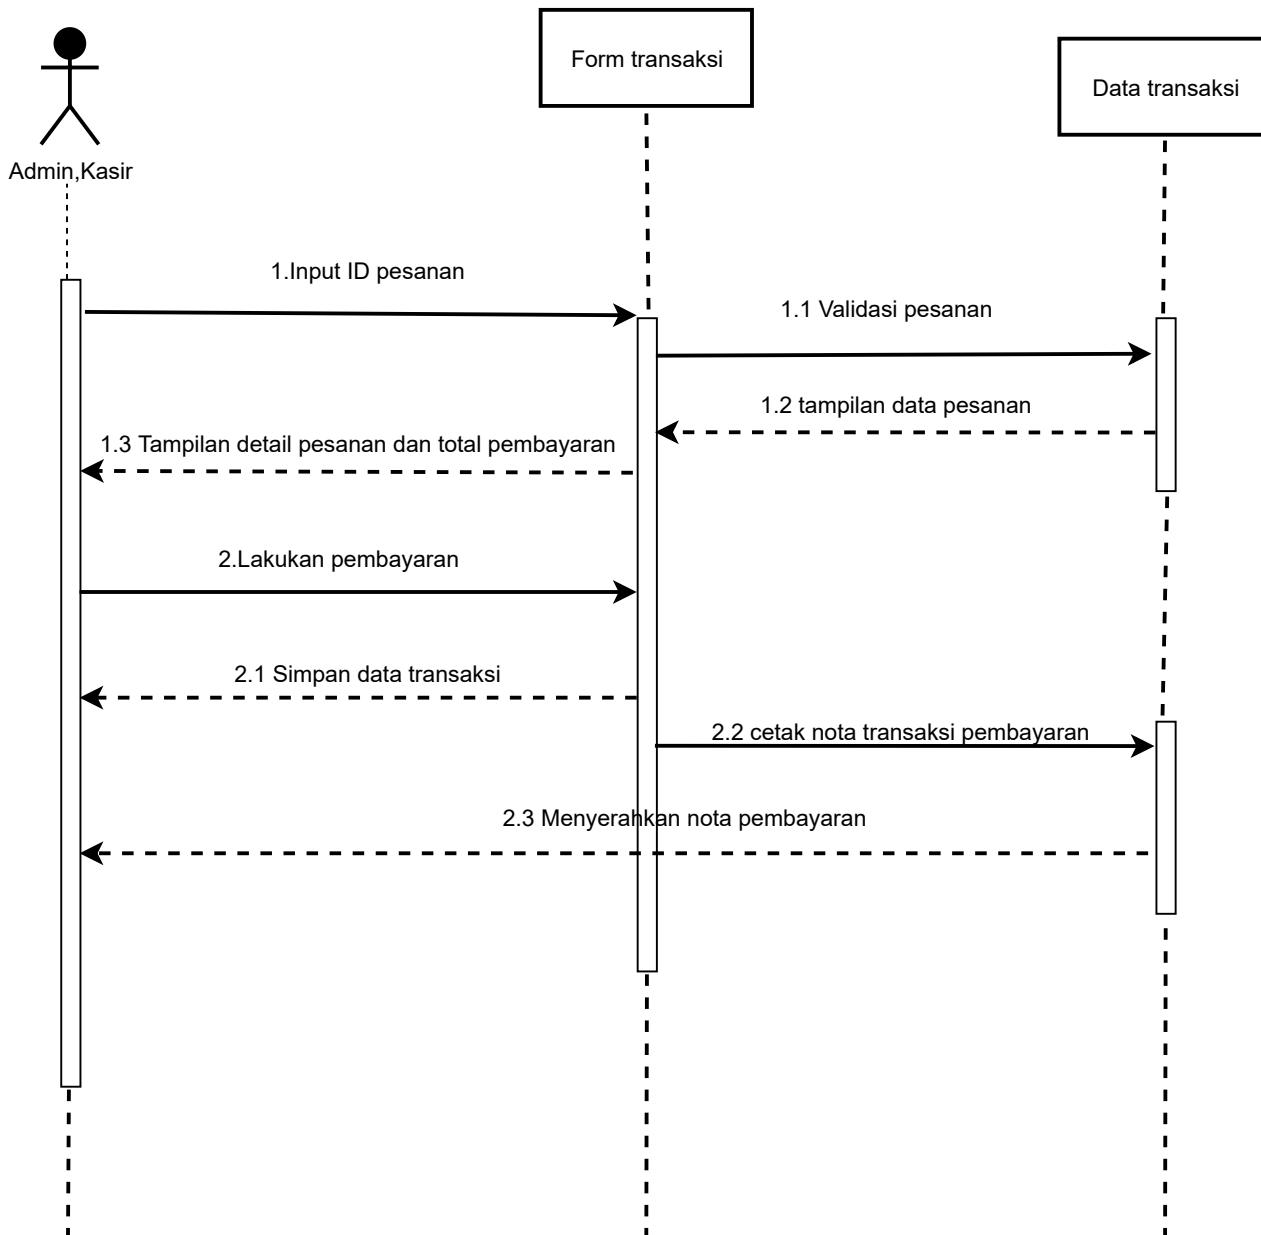 Form transaksi
Data transaksi
Admin,Kasir
1.Input ID pesanan
1.1 Validasi pesanan
1.2 tampilan data pesanan
1.3 Tampilan detail pesanan dan total pembayaran
2.Lakukan pembayaran
2.1 Simpan data transaksi
2.2 cetak nota transaksi pembayaran
2.3 Menyerahkan nota pembayaran